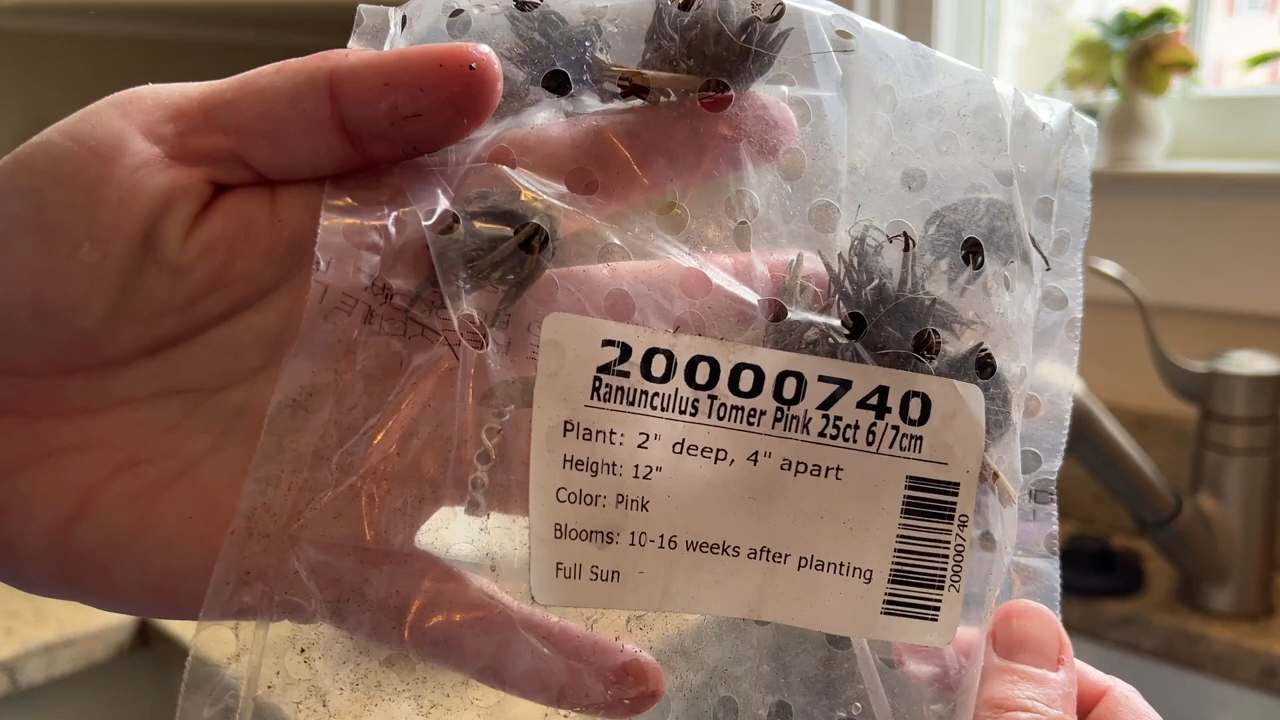 20000740
Ranunculus Tomer Pink 25ct 6/7cm
Plant: 2" deep, 4" apart
Height: 12"
Color: Pink
Blooms: 10-16 weeks after planting
Full Sun
20000740